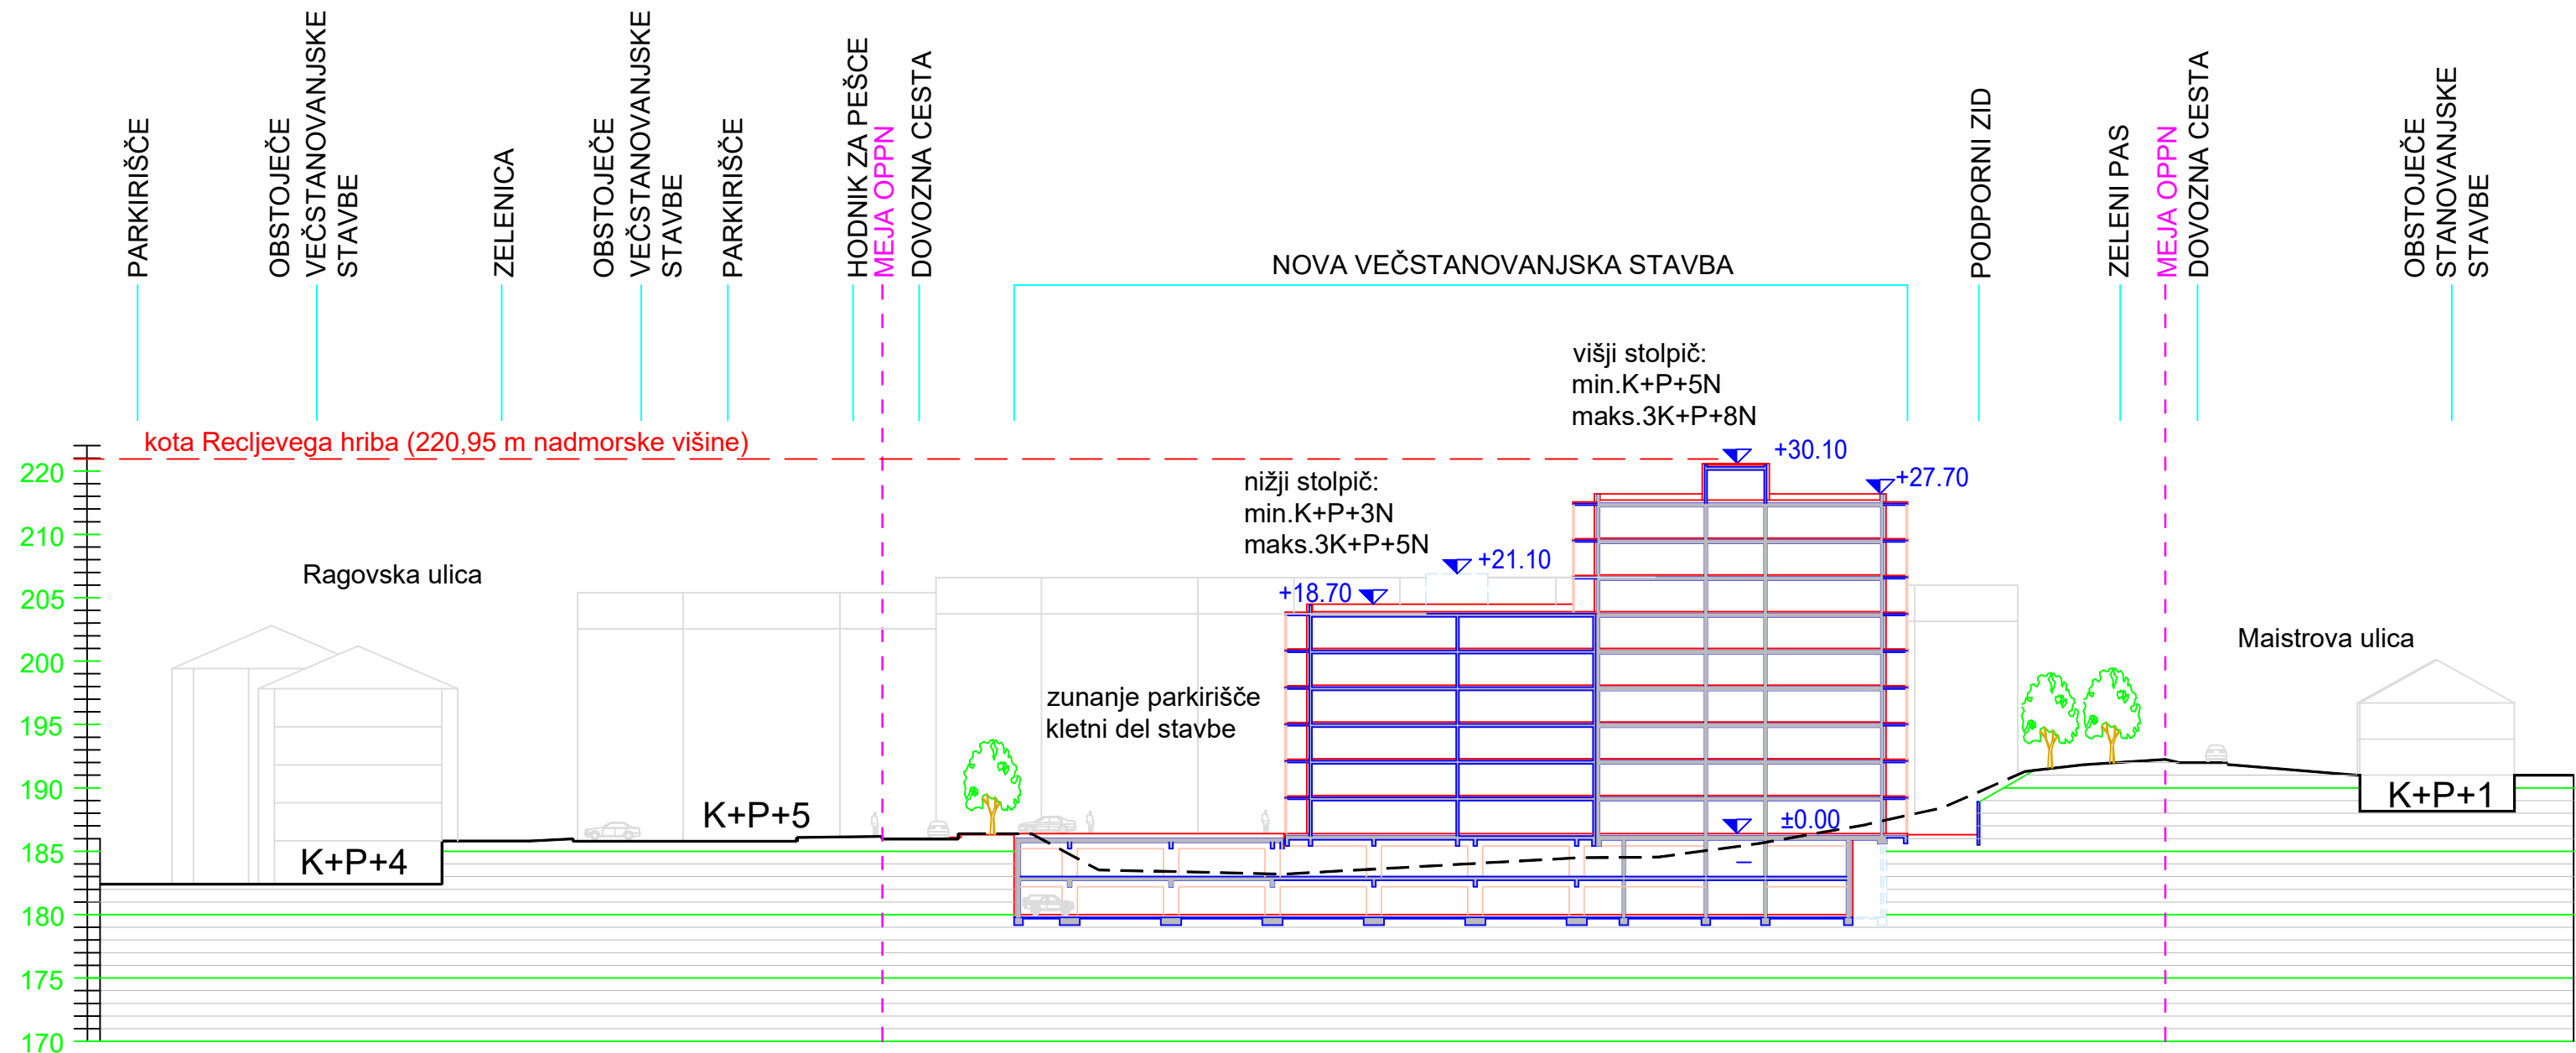 PARKIRIŠČE
OBSTOJEČE
VEČSTANOVANJSKE
STAVBE
ZELENICA
OBSTOJEČE
VEČSTANOVANJSKE
STAVBE
PARKIRIŠČE
HODNIK ZA PEŠCE
MEJA OPPN
DOVOZNA CESTA
NOVA VEČSTANOVANJSKA STAVBA
PODPORNI ZID
ZELENI PAS
MEJA OPPN
DOVOZNA CESTA
OBSTOJEČE
STANOVANJSKE
STAVBE
višji stolpič:
min.K+P+5N
maks.3K+P+8N
kota Recljevega hriba (220,95 m nadmorske višine)
+30.10
+27.70
nižji stolpič:
min.K+P+3N
maks.3K+P+5N
+21.10
+18.70
Ragovska ulica
Maistrova ulica
zunanje parkirišče
kletni del stavbe
K+P+5
K+P+4
±0.00
K+P+1
220
210
205
200
195
190
185
180
175
170